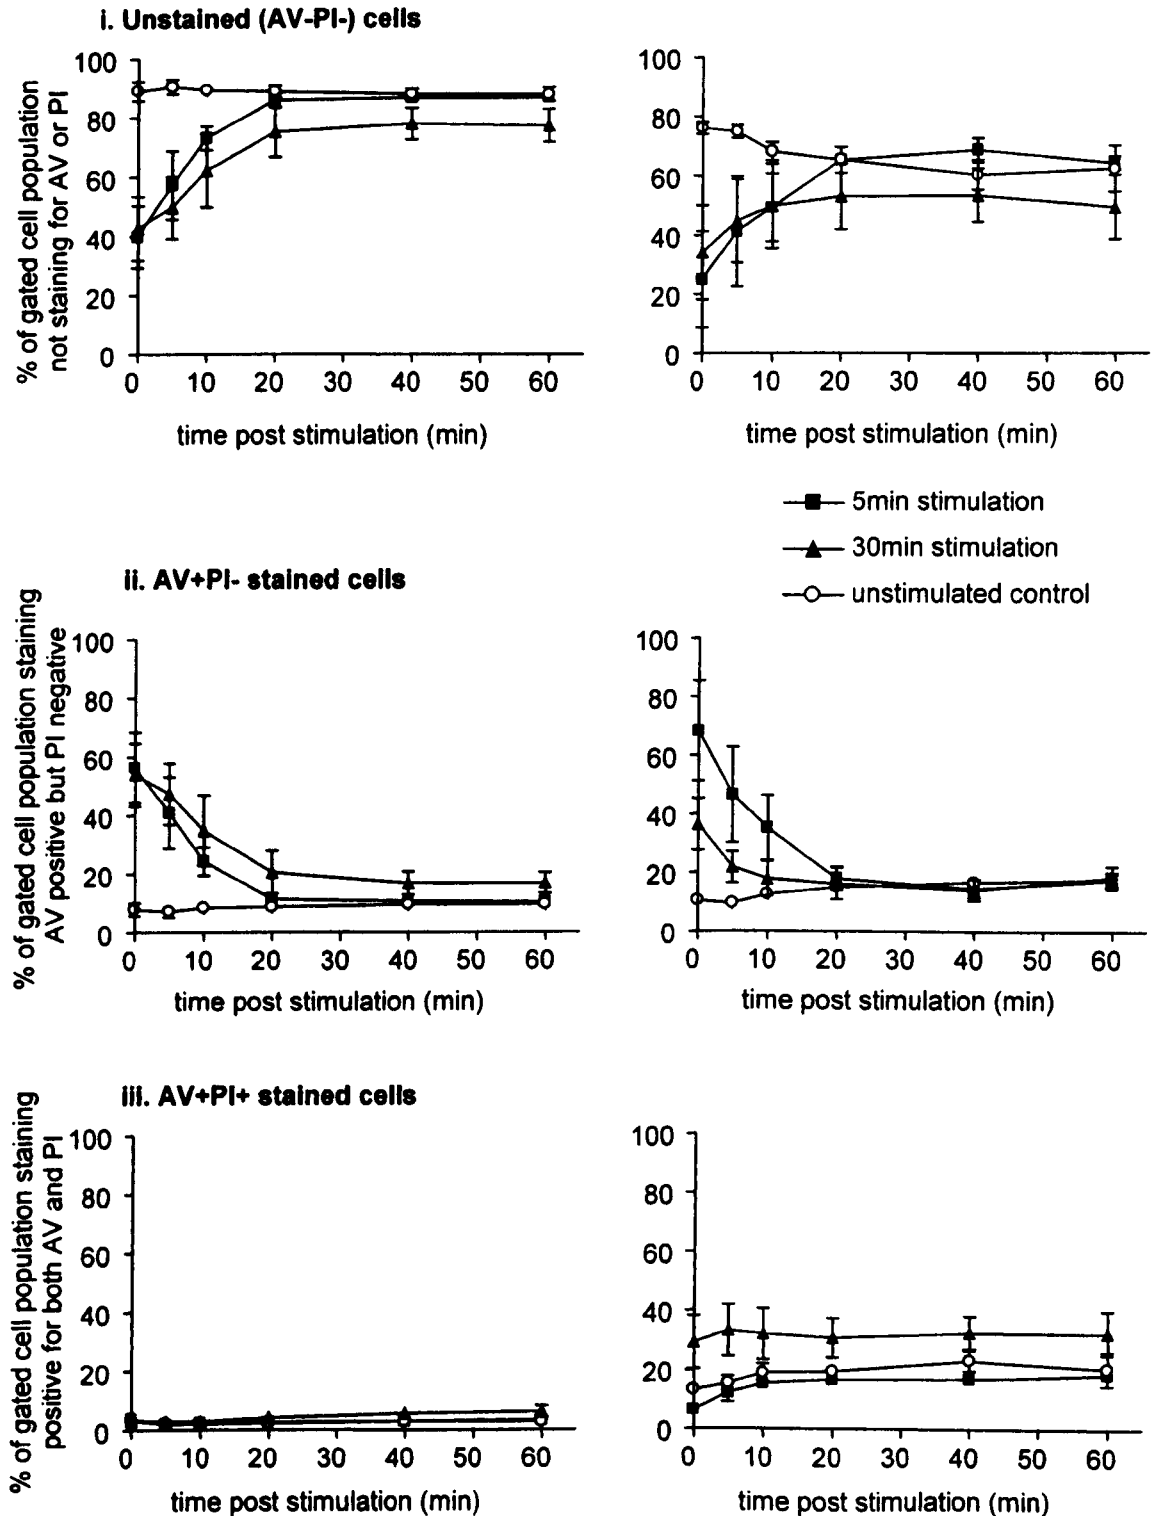 i. Unstained (AV-PI-) cells
% of gated cell population
not staining for AV or PI
100
80
60
40
20
0
0 10 20 30 40 50 60
time post stimulation (min)
100
80
60
40
20
0
0 10 20 30 40 50 60
time post stimulation (min)
5min stimulation
30min stimulation
unstimulated control
ii. AV+PI- stained cells
% of gated cell population staining
AV positive but PI negative
100
80
60
40
20
0
0 10 20 30 40 50 60
time post stimulation (min)
100
80
60
40
20
0
0 10 20 30 40 50 60
time post stimulation (min)
iii. AV+PI+ stained cells
% of gated cell population staining
positive for both AV and PI
100
80
60
40
20
0
0 10 20 30 40 50 60
time post stimulation (min)
100
80
60
40
20
0
0 10 20 30 40 50 60
time post stimulation (min)